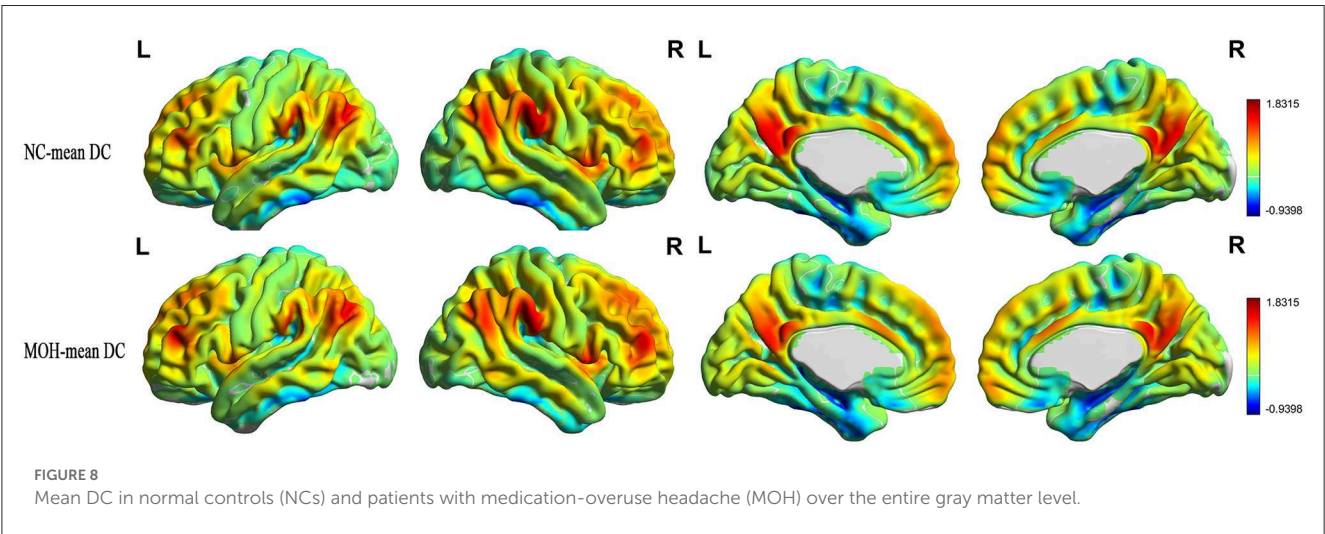 L R L R
1.8315
NC-mean DC
-0.9398
L R L R
1.8315
MOH-mean DC
-0.9398
FIGURE 8
Mean DC in normal controls (NCs) and patients with medication-overuse headache (MOH) over the entire gray matter level.